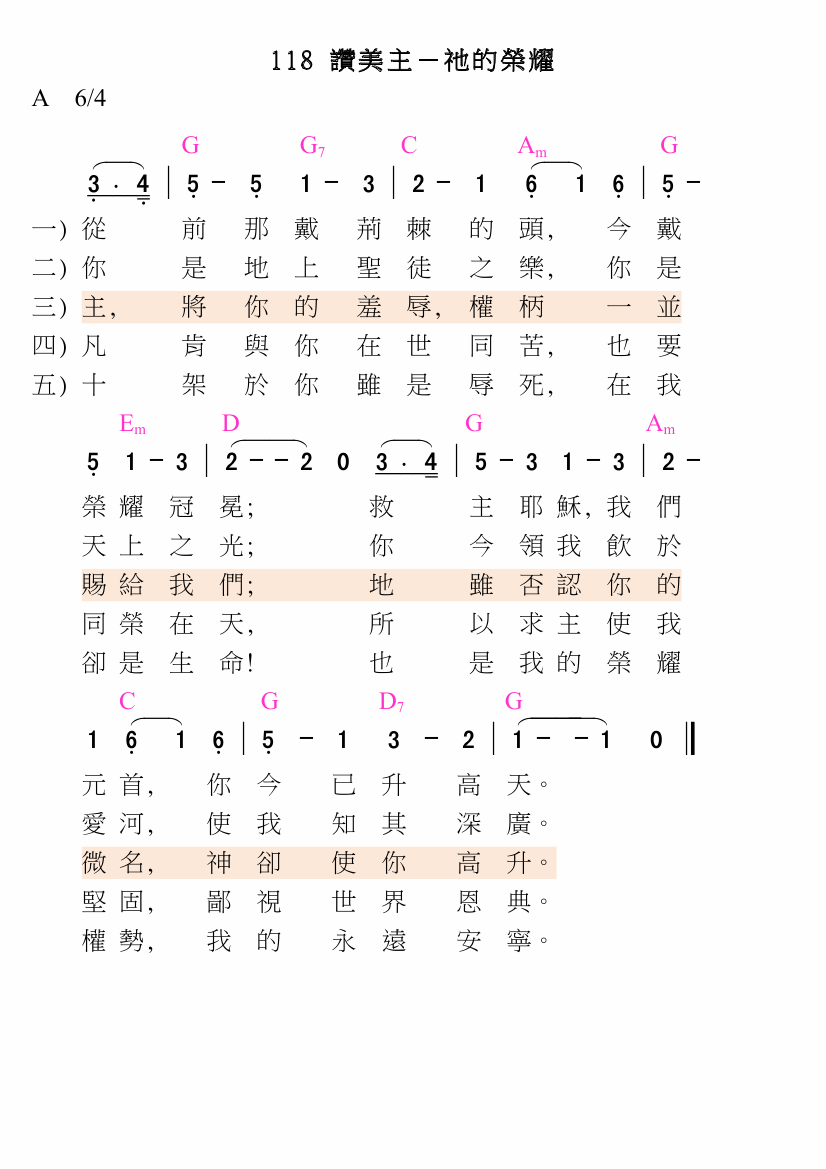 118 讚美主－祂的榮耀
A 6/4
G G7 C Am G
3 · 4 | 5 － 5 1 － 3 | 2 － 1 6 1 6 | 5 －
一) 從 前 那 戴 荊 棘 的 頭, 今 戴
二) 你 是 地 上 聖 徒 之 樂, 你 是
三) 主, 將 你 的 羞 辱, 權 柄 一 並
四) 凡 肯 與 你 在 世 同 苦, 也 要
五) 十 架 於 你 雖 是 辱 死, 在 我
Em D G Am
5 1 － 3 | 2 － － 2 0 3 · 4 | 5 － 3 1 － 3 | 2 －
榮 耀 冠 冕; 救 主 耶 穌, 我 們
天 上 之 光; 你 今 領 我 飲 於
賜 給 我 們; 地 雖 否 認 你 的
同 榮 在 天, 所 以 求 主 使 我
卻 是 生 命! 也 是 我 的 榮 耀
C G D7 G
1 6 1 6 | 5 － 1 3 － 2 | 1 － － 1 0 ‖
元 首, 你 今 已 升 高 天。
愛 河, 使 我 知 其 深 廣。
微 名, 神 卻 使 你 高 升。
堅 固, 鄙 視 世 界 恩 典。
權 勢, 我 的 永 遠 安 寧。